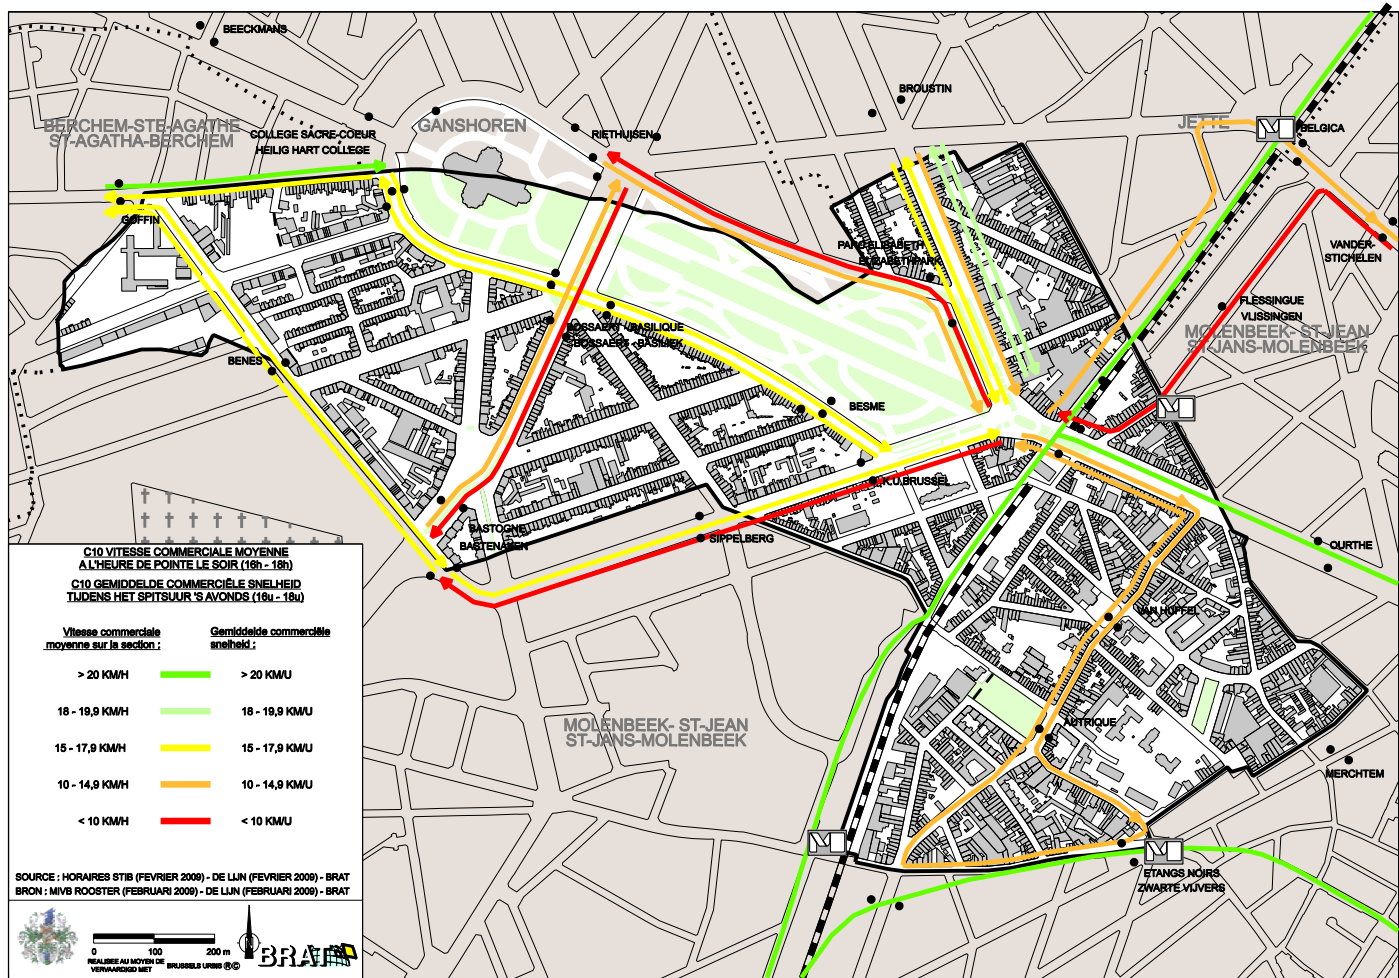 BEECKMANS
BROUSTIN
BERCHEM-STE-AGATHE
ST-AGATHA-BERCHEM
COLLEGE SACRE-COEUR
HEILIG HART COLLEGE
GANSHOREN
RIETHUISEN
JETTE
BELGICA
GOFFIN
PARC ELISABETH
ELIZABETHPARK
VANDER-
STICHELEN
FLESSINGUE
VLISSINGEN
MOLENBEEK- ST-JEAN
ST-JANS-MOLENBEEK
BOSSAERT - BASILIQUE
BOSSAERT - BASILIEK
BENES
BESME
K.U.BRUSSEL
BASTOGNE
BASTENAKEN
SIPPELBERG
OURTHE
VAN HUFFEL
MOLENBEEK- ST-JEAN
ST-JANS-MOLENBEEK
AUTRIQUE
MERCHTEM
ETANGS NOIRS
ZWARTE VIJVERS
M
M
M
M
C10 VITESSE COMMERCIALE MOYENNE
A L'HEURE DE POINTE LE SOIR (16h - 18h)
C10 GEMIDDELDE COMMERCIËLE SNELHEID
TIJDENS HET SPITSUUR 'S AVONDS (16u - 18u)
Vitesse commerciale moyenne sur la section :
Gemiddelde commerciële snelheid :
> 20 KM/H > 20 KM/U
18 - 19,9 KM/H 18 - 19,9 KM/U
15 - 17,9 KM/H 15 - 17,9 KM/U
10 - 14,9 KM/H 10 - 14,9 KM/U
< 10 KM/H < 10 KM/U
SOURCE : HORAIRES STIB (FEVRIER 2009) - DE LIJN (FEVRIER 2009) - BRAT
BRON : MIVB ROOSTER (FEBRUARI 2009) - DE LIJN (FEBRUARI 2009) - BRAT
0 100 200 m
REALISEE AU MOYEN DE
VERVAARDIGD MET BRUSSELS URBIS ®©
N
BRAT